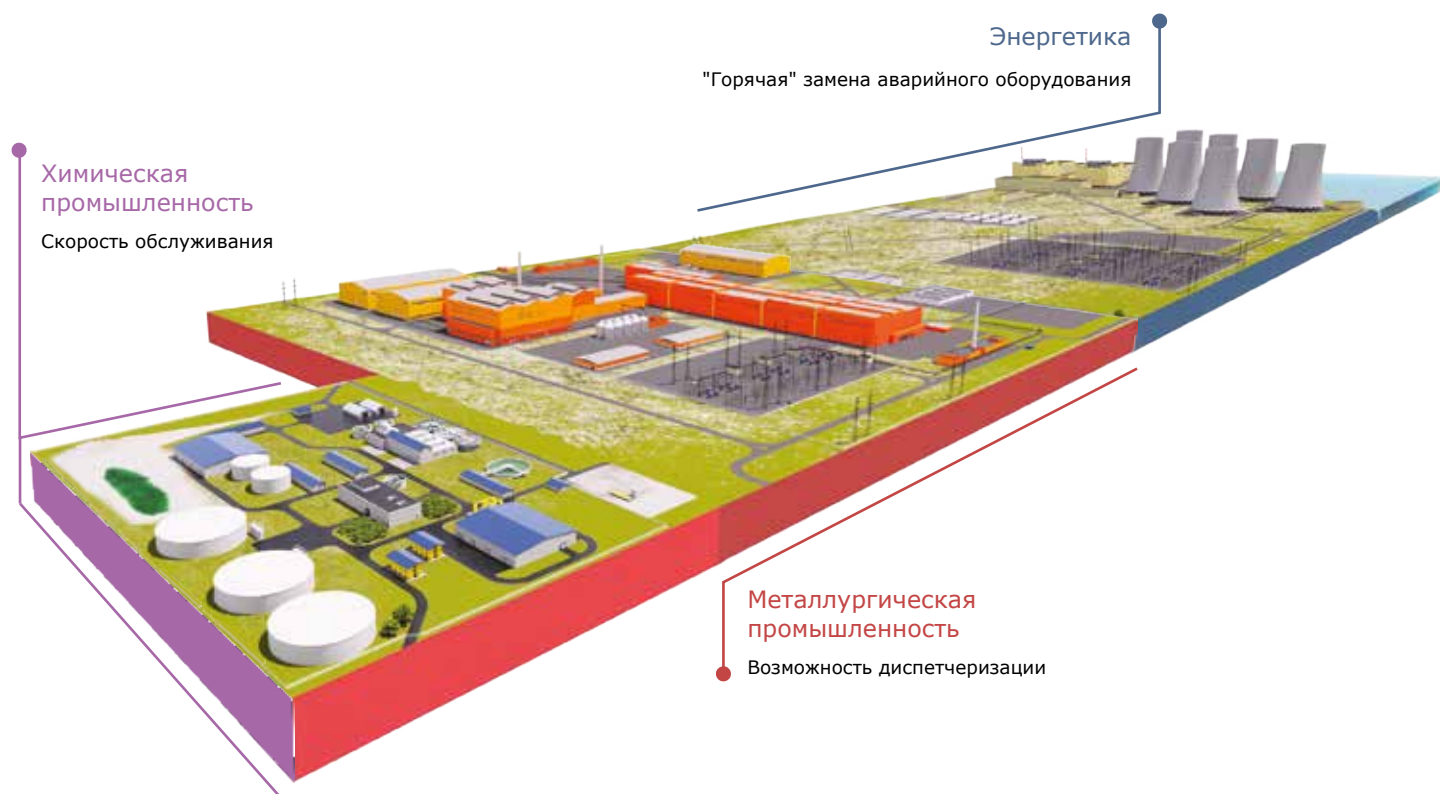 Энергетика
"Горячая" замена аварийного оборудования
Химическая
промышленность
Скорость обслуживания
Металлургическая
промышленность
Возможность диспетчеризации